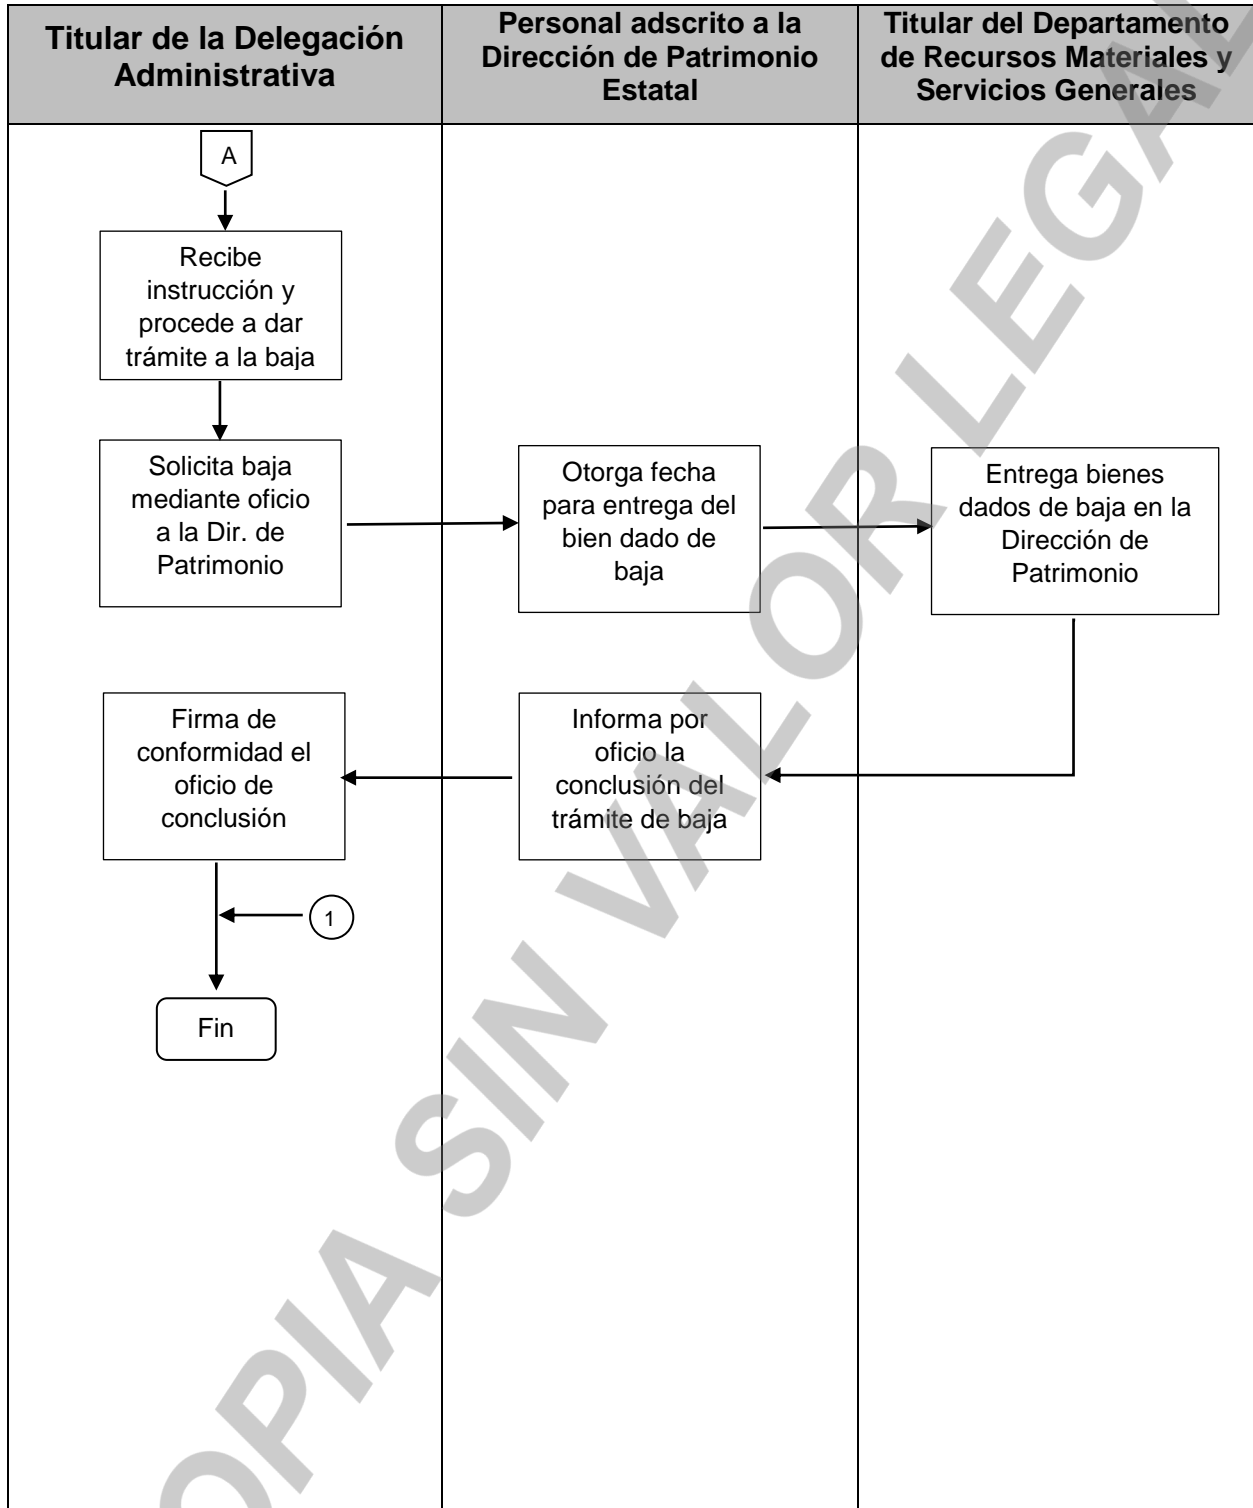 Titular de la Delegación
Administrativa
Personal adscrito a la
Dirección de Patrimonio
Estatal
Titular del Departamento
de Recursos Materiales y
Servicios Generales
A
Recibe
instrucción y
procede a dar
trámite a la baja
Solicita baja
mediante oficio
a la Dir. de
Patrimonio
Otorga fecha
para entrega del
bien dado de
baja
Entrega bienes
dados de baja en la
Dirección de
Patrimonio
Firma de
conformidad el
oficio de
conclusión
Informa por
oficio la
conclusión del
trámite de baja
1
Fin
OPIA SIN VALOR LEGAL